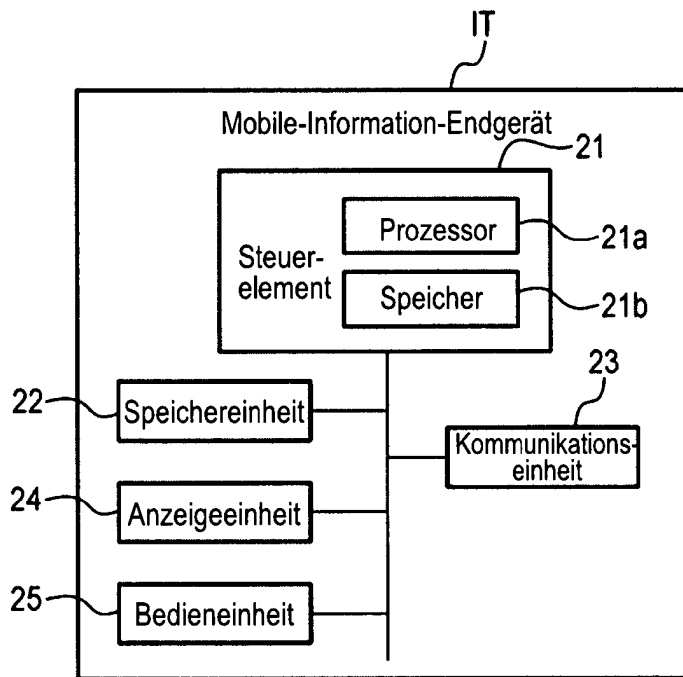 IT
Mobile-Information-Endgerät
21
Steuer-
element
Prozessor
21a
Speicher
21b
22
Speichereinheit
23
Kommunikations-
einheit
24
Anzeigeeinheit
25
Bedieneinheit